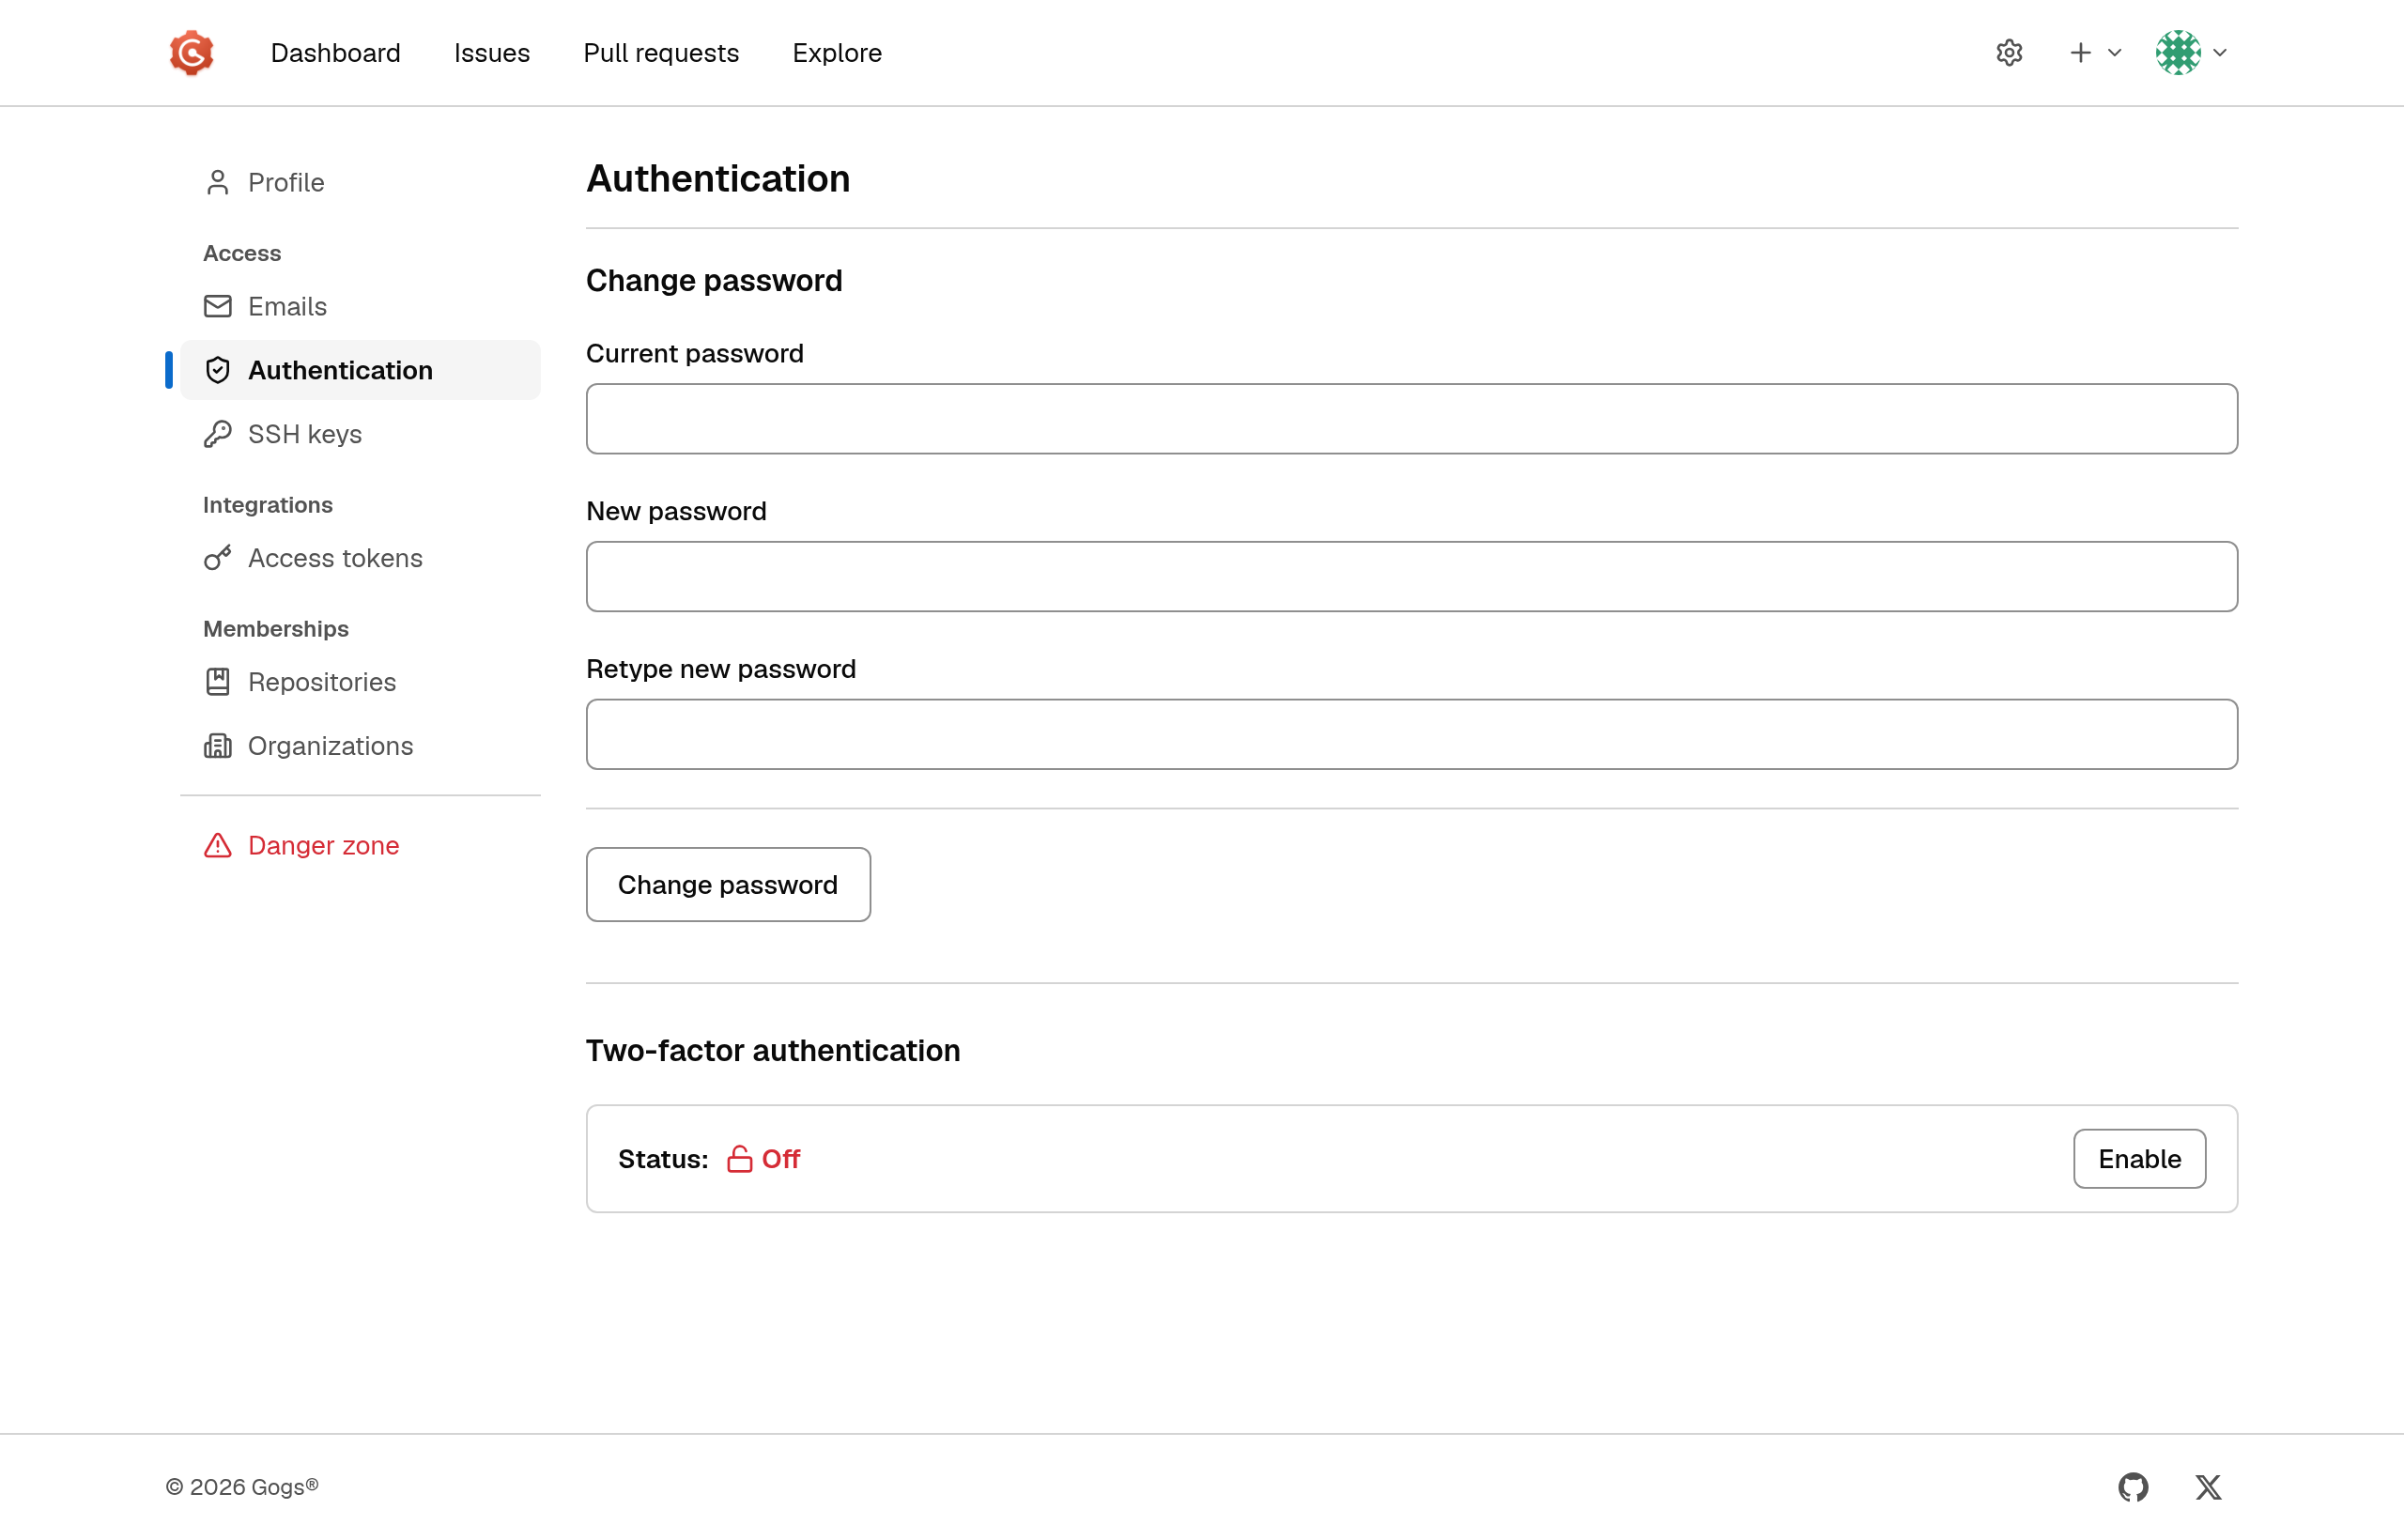 Dashboard Issues Pull requests Explore
Profile
Access
Emails
Authentication
SSH keys
Integrations
Access tokens
Memberships
Repositories
Organizations
Danger zone
Authentication
Change password
Current password
New password
Retype new password
Change password
Two-factor authentication
Status: Off Enable
© 2026 Gogs®